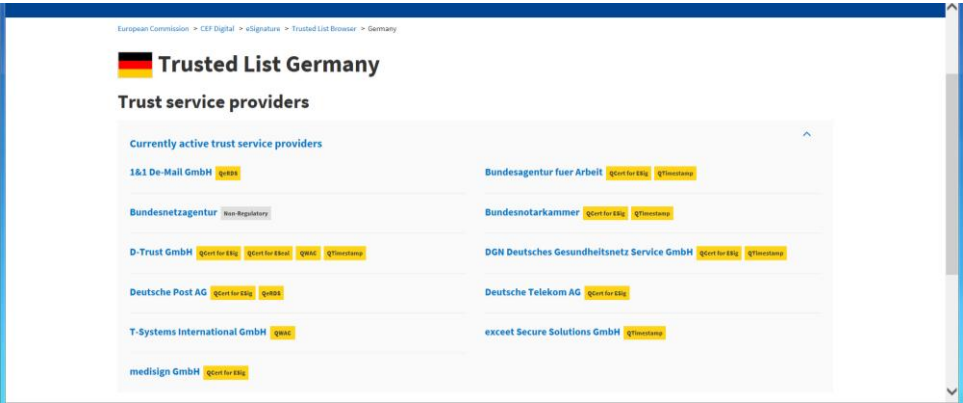 European Commission > CEF Digital > eSignature > Trusted List Browser > Germany
Trusted List Germany
Trust service providers
Currently active trust service providers
1&1 De-Mail GmbH QeRDS
Bundesagentur fuer Arbeit QCert for ESig QTimestamp
Bundesnetzagentur Non-Regulatory
Bundesnotarkammer QCert for ESig QTimestamp
D-Trust GmbH QCert for ESig QCert for ESeal QWAC QTimestamp
DGN Deutsches Gesundheitsnetz Service GmbH QCert for ESig QTimestamp
Deutsche Post AG QCert for ESig QeRDS
Deutsche Telekom AG QCert for ESig
T-Systems International GmbH QWAC
exceet Secure Solutions GmbH QTimestamp
medisign GmbH QCert for ESig